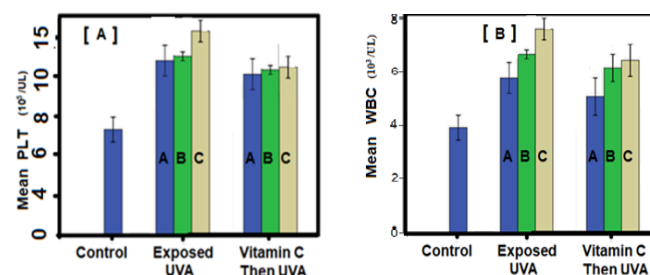 [ A ]
Mean PLT (10³/UL)
15
10
8
6
4
0
A B C
A B C
Control
Exposed UVA
Vitamin C Then UVA
[ B ]
Mean WBC (10³/UL)
8
6
4
2
0
A B C
A B C
Control
Exposed UVA
Vitamin C Then UVA